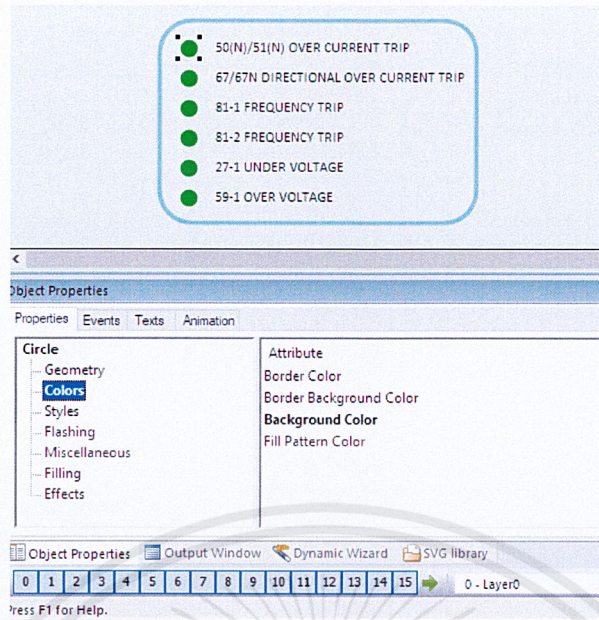 50(N)/51(N) OVER CURRENT TRIP
67/67N DIRECTIONAL OVER CURRENT TRIP
81-1 FREQUENCY TRIP
81-2 FREQUENCY TRIP
27-1 UNDER VOLTAGE
59-1 OVER VOLTAGE
<
Object Properties
Properties Events Texts Animation
Circle
Geometry
Colors
Styles
Flashing
Miscellaneous
Filling
Effects
Attribute
Border Color
Border Background Color
Background Color
Fill Pattern Color
Object Properties Output Window Dynamic Wizard SVG library
0 1 2 3 4 5 6 7 8 9 10 11 12 13 14 15 0 - Layer0
Press F1 for Help.